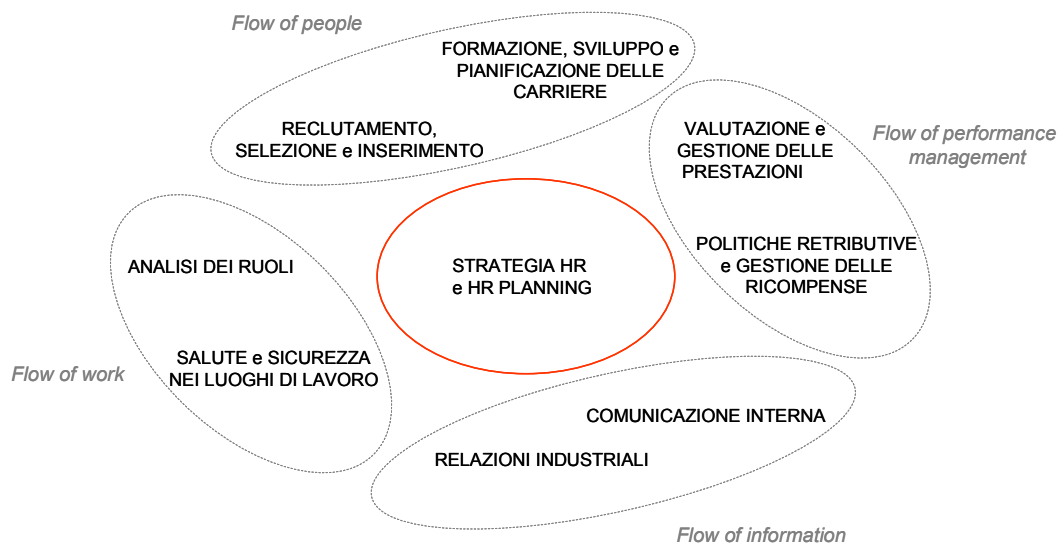 Flow of people
FORMAZIONE, SVILUPPO e
PIANIFICAZIONE DELLE
CARRIERE
RECLUTAMENTO,
SELEZIONE e INSERIMENTO
VALUTAZIONE e
GESTIONE DELLE
PRESTAZIONI
Flow of performance
management
POLITICHE RETRIBUTIVE
e GESTIONE DELLE
RICOMPENSE
STRATEGIA HR
e HR PLANNING
ANALISI DEI RUOLI
SALUTE e SICUREZZA
NEI LUOGHI DI LAVORO
Flow of work
COMUNICAZIONE INTERNA
RELAZIONI INDUSTRIALI
Flow of information